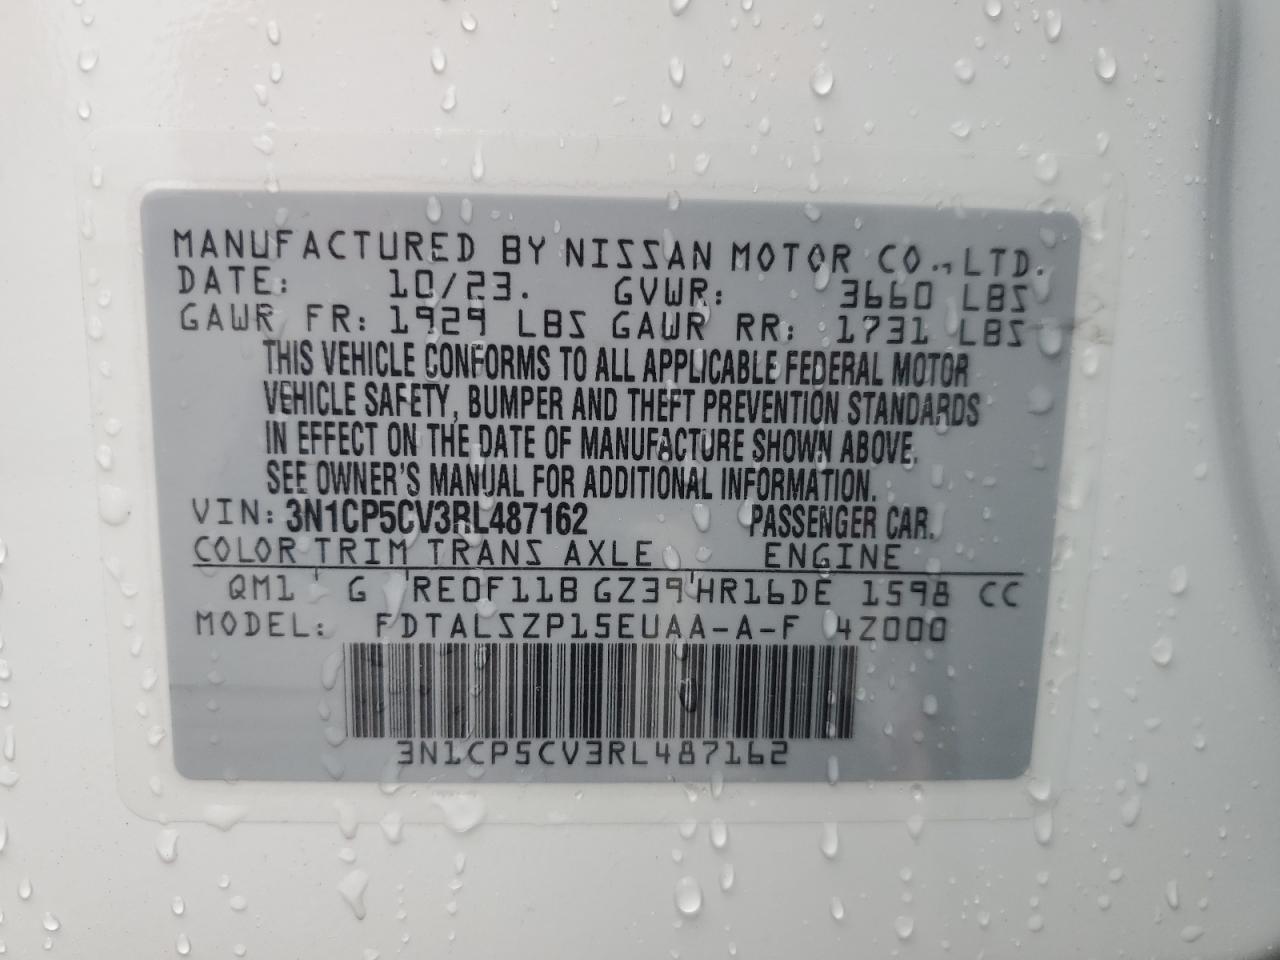 MANUFACTURED BY NISSAN MOTOR CO., LTD.
DATE: 10/23. GVWR: 3660 LBS
GAWR FR: 1929 LBS GAWR RR: 1731 LBS
THIS VEHICLE CONFORMS TO ALL APPLICABLE FEDERAL MOTOR
VEHICLE SAFETY, BUMPER AND THEFT PREVENTION STANDARDS
IN EFFECT ON THE DATE OF MANUFACTURE SHOWN ABOVE.
SEE OWNER'S MANUAL FOR ADDITIONAL INFORMATION.
VIN: 3N1CP5CV3RL487162 PASSENGER CAR.
COLOR TRIM TRANS AXLE ENGINE
QM1 ' G ' RE0F11B GZ39 ' HR16DE 1598 CC
MODEL: FDTALSZP15EUAA-A-F 4Z000
3N1CP5CV3RL487162